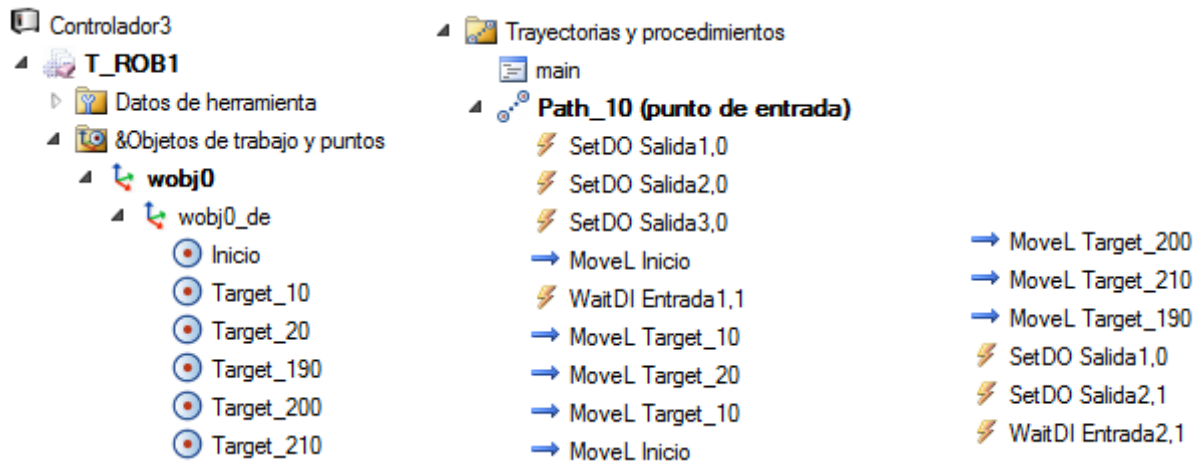 Controlador3
T_ROB1
Datos de herramienta
&Objetos de trabajo y puntos
wobj0
wobj0_de
Inicio
Target_10
Target_20
Target_190
Target_200
Target_210
Trayectorias y procedimientos
main
Path_10 (punto de entrada)
SetDO Salida1,0
SetDO Salida2,0
SetDO Salida3,0
MoveL Inicio
WaitDI Entrada1,1
MoveL Target_10
MoveL Target_20
MoveL Target_10
MoveL Inicio
MoveL Target_200
MoveL Target_210
MoveL Target_190
SetDO Salida1,0
SetDO Salida2,1
WaitDI Entrada2,1